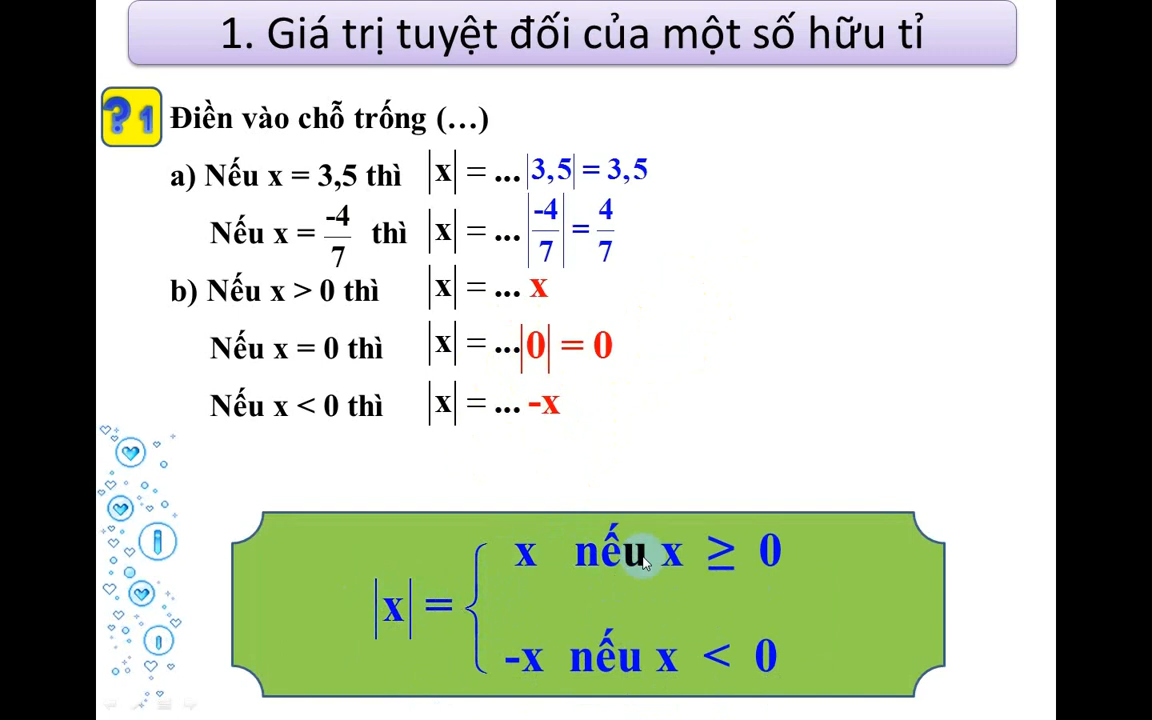 1. Giá trị tuyệt đối của một số hữu tỉ
?1 Điền vào chỗ trống (…)
a) Nếu x = 3,5 thì |x| = ... |3,5| = 3,5
Nếu x = -4/7 thì |x| = ... |-4/7| = 4/7
b) Nếu x > 0 thì |x| = ... x
Nếu x = 0 thì |x| = ... |0| = 0
Nếu x < 0 thì |x| = ... -x
x nếu x ≥ 0
|x| = {
-x nếu x < 0